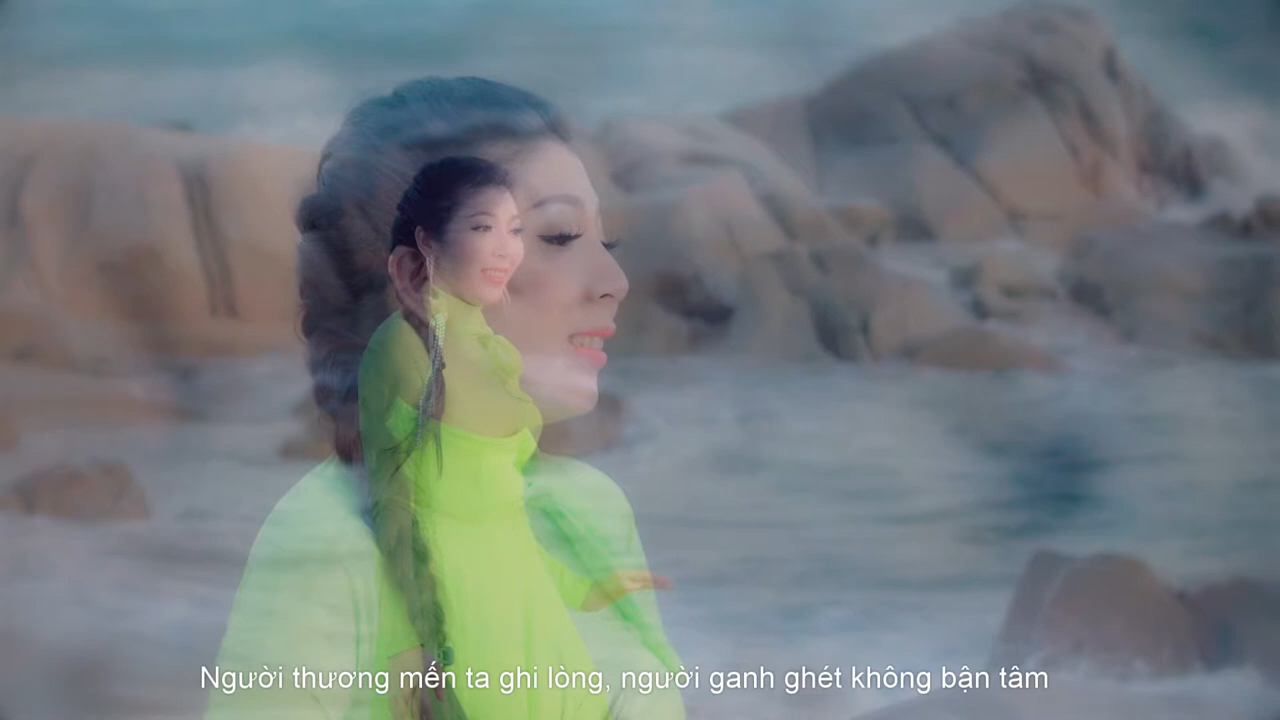 Người thương mến ta ghi lòng, người ganh ghét không bận tâm